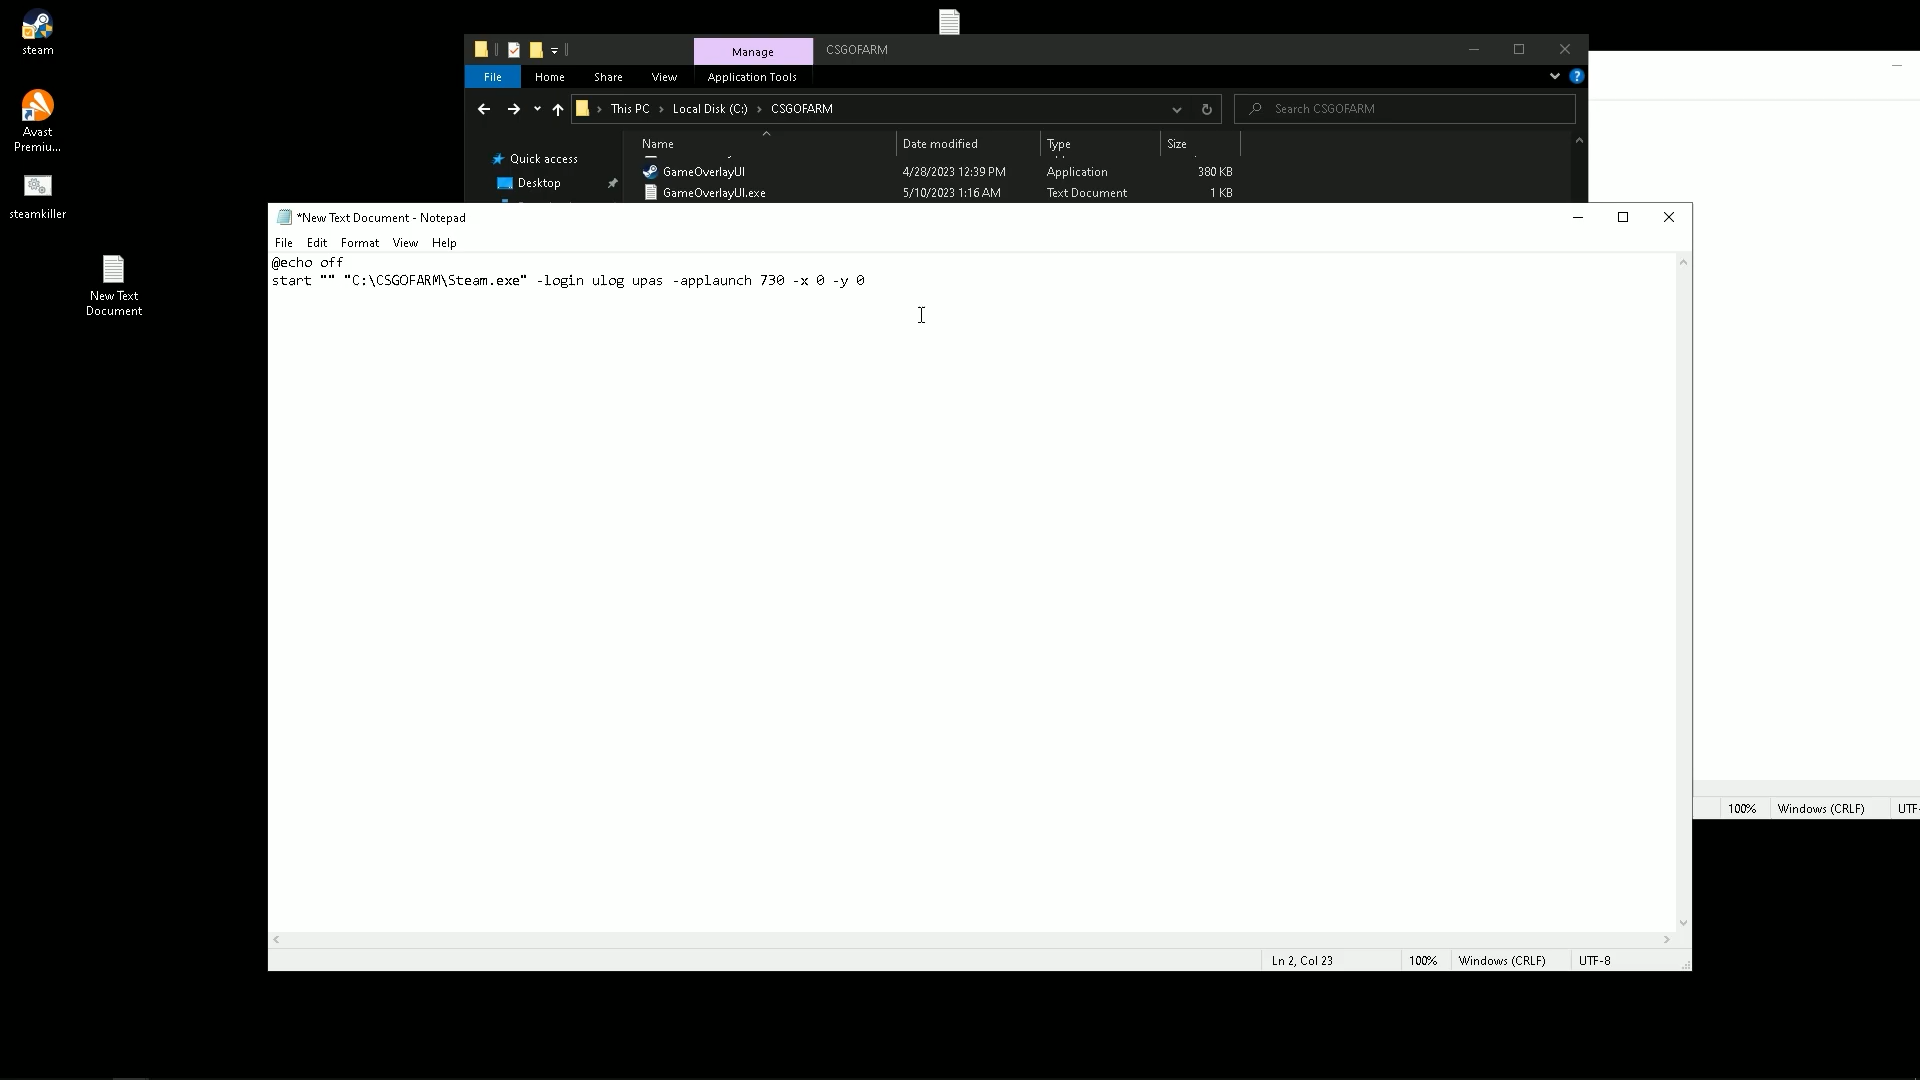 steam
Avast
Premiu...
steamkiller
New Text
Document
Manage
CSGOFARM
File
Home
Share
View
Application Tools
This PC
Local Disk (C:)
CSGOFARM
Search CSGOFARM
Name
Date modified
Type
Size
Quick access
Desktop
GameOverlayUI
4/28/2023 12:39 PM
Application
380 KB
GameOverlayUI.exe
5/10/2023 1:16 AM
Text Document
1 KB
*New Text Document - Notepad
File
Edit
Format
View
Help
@echo off
start "" "C:\CSGOFARM\Steam.exe" -login ulog upas -applaunch 730 -x 0 -y 0
Ln 2, Col 23
100%
Windows (CRLF)
UTF-8
100%
Windows (CRLF)
UTF-